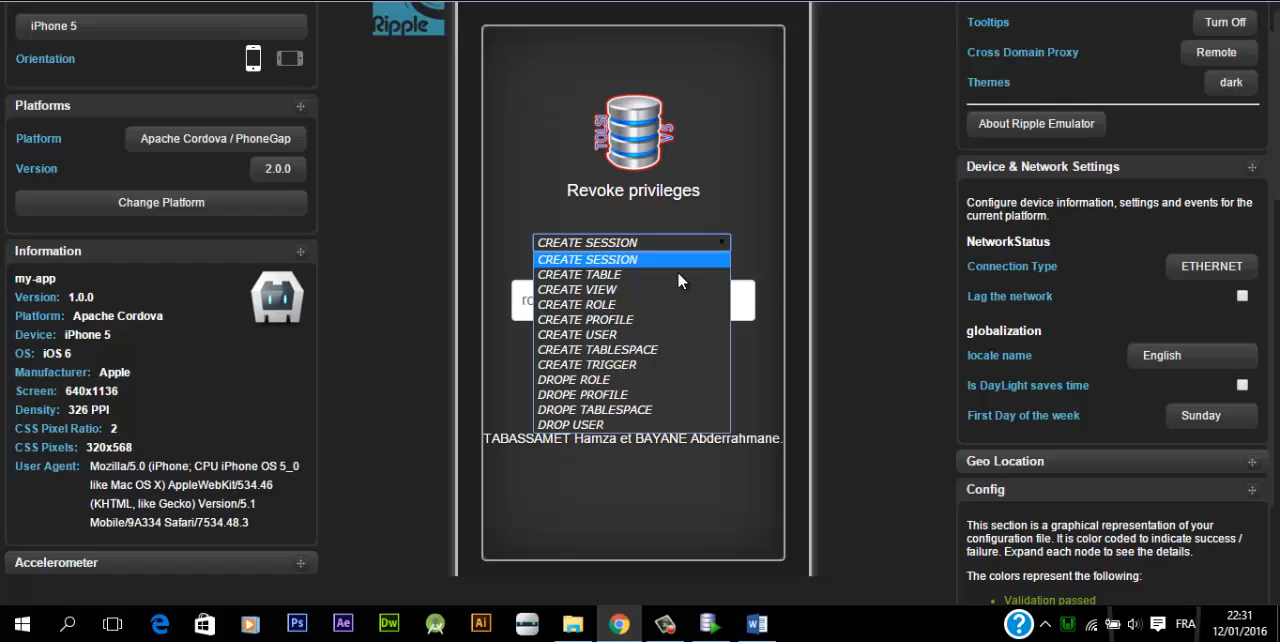 iPhone 5
Orientation
Platforms
Platform
Apache Cordova / PhoneGap
Version
2.0.0
Change Platform
Information
my-app
Version: 1.0.0
Platform: Apache Cordova
Device: iPhone 5
OS: iOS 6
Manufacturer: Apple
Screen: 640x1136
Density: 326 PPI
CSS Pixel Ratio: 2
CSS Pixels: 320x568
User Agent: Mozilla/5.0 (iPhone; CPU iPhone OS 5_0
like Mac OS X) AppleWebKit/534.46
(KHTML, like Gecko) Version/5.1
Mobile/9A334 Safari/7534.48.3
Accelerometer
Ripple
Revoke privileges
CREATE SESSION
CREATE SESSION
CREATE TABLE
CREATE VIEW
CREATE ROLE
CREATE PROFILE
CREATE USER
CREATE TABLESPACE
CREATE TRIGGER
DROPE ROLE
DROPE PROFILE
DROPE TABLESPACE
DROP USER
TABASSAMET Hamza et BAYANE Abderrahmane.
Tooltips
Turn Off
Cross Domain Proxy
Remote
Themes
dark
About Ripple Emulator
Device & Network Settings
Configure device information, settings and events for the
current platform.
NetworkStatus
Connection Type
ETHERNET
Lag the network
globalization
locale name
English
Is DayLight saves time
First Day of the week
Sunday
Geo Location
Config
This section is a graphical representation of your
configuration file. It is color coded to indicate success /
failure. Expand each node to see the details.
The colors represent the following:
Validation passed
Ps
Ae
Dw
Ai
FRA
22:31
12/01/2016